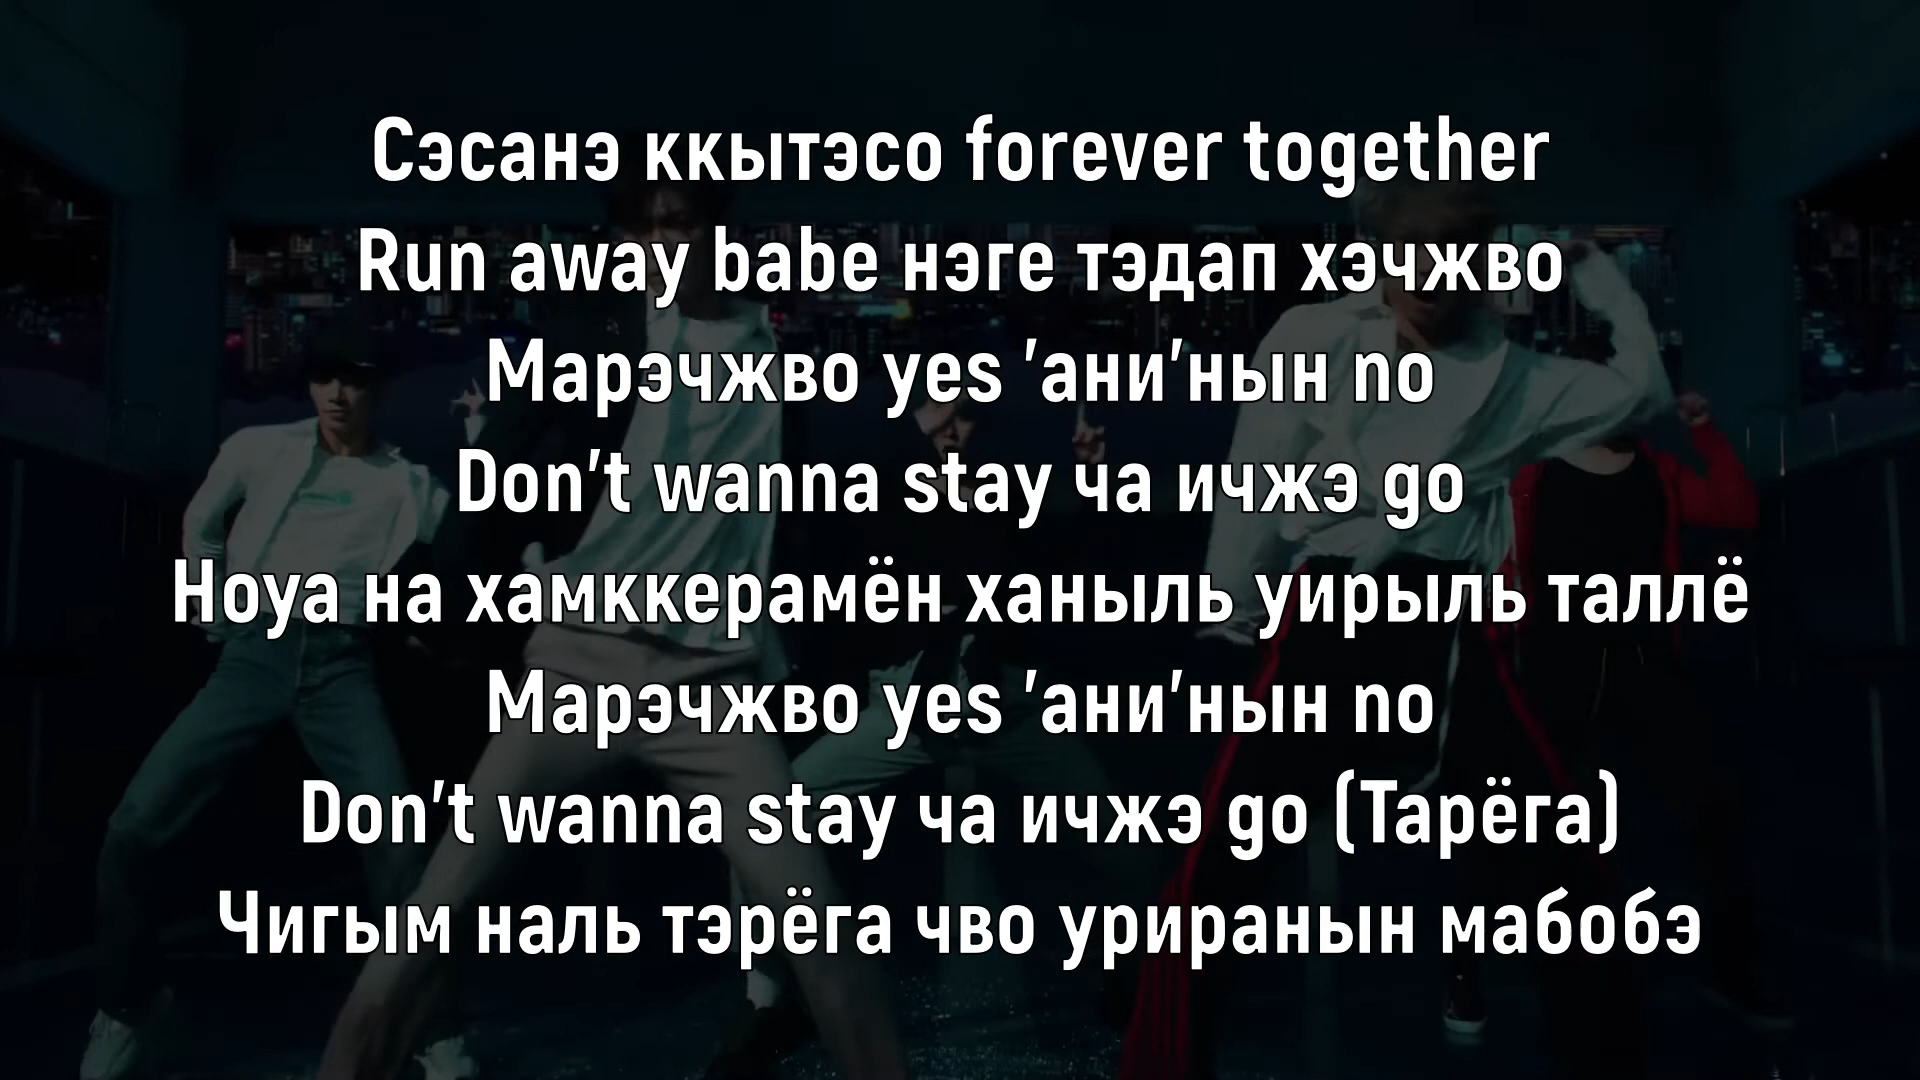 Сэсанэ ккытэсо forever together
Run away babe нэге тэдап хэчжво
Марэчжво yes 'ани'нын no
Don't wanna stay ча ичжэ go
Ноуа на хамккерамён ханыль уирыль таллё
Марэчжво yes 'ани'нын no
Don't wanna stay ча ичжэ go (Тарёга)
Чигым наль тэрёга чво урираnын мабобэ